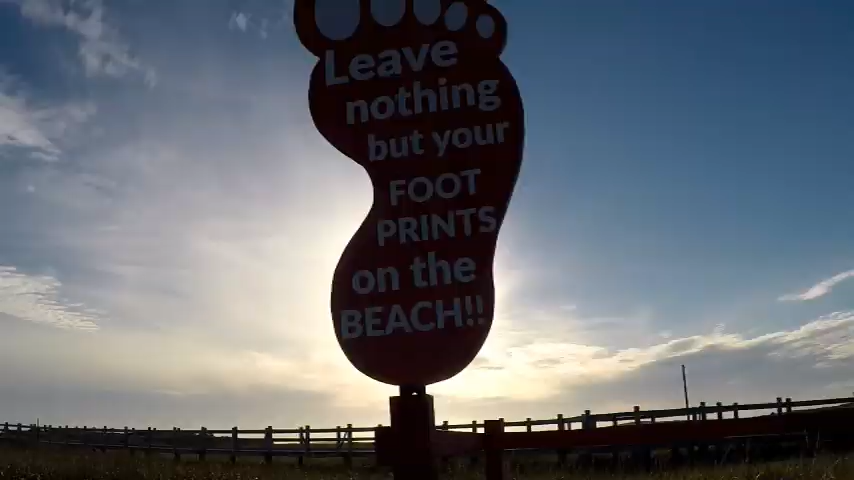 Leave
nothing
but your
FOOT
PRINTS
on the
BEACH!!